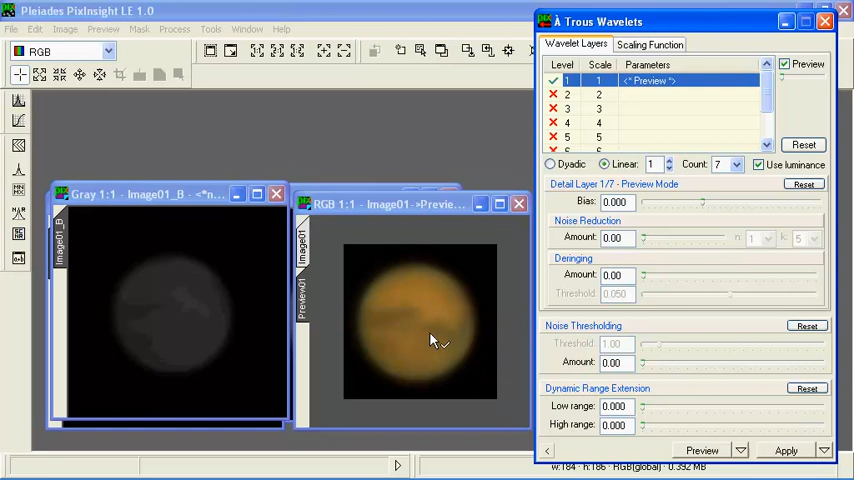 Pleiades PixInsight LE 1.0
File Edit Image Preview Mask Process Tools Window Help
RGB
Gray 1:1 - Image01_B - <*n...
Image01_B
RGB 1:1 - Image01->Previe...
Image01
Preview01
À Trous Wavelets
Wavelet Layers Scaling Function
Level Scale Parameters
1 1 <* Preview *>
2 2
3 3
4 4
5 5
6 6
Preview
Reset
Dyadic Linear: 1 Count: 7 Use luminance
Detail Layer 1/7 - Preview Mode Reset
Bias: 0.000
Noise Reduction
Amount: 0.00 n: 1 k: 5
Deringing
Amount: 0.00
Threshold: 0.050
Noise Thresholding Reset
Threshold: 1.00
Amount: 0.00
Dynamic Range Extension Reset
Low range: 0.000
High range: 0.000
< Preview Apply
w:184 · h:186 · RGB(global) · 0.392 MB